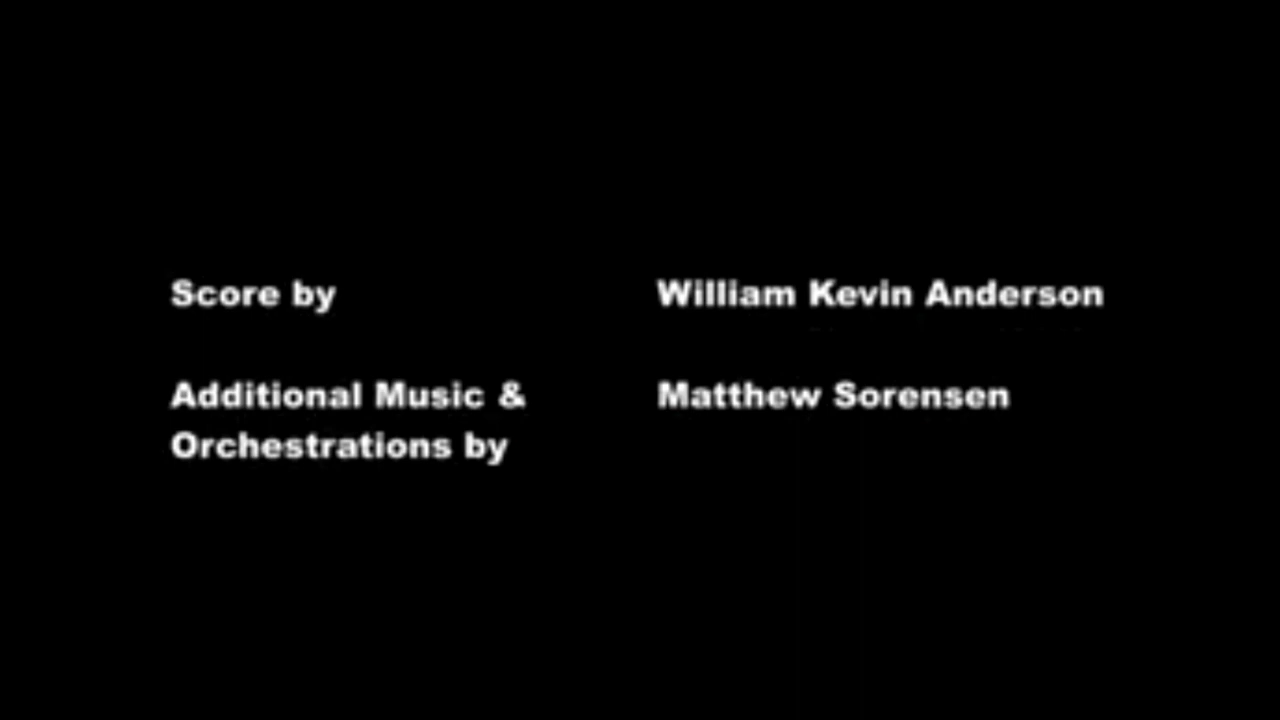 Score by William Kevin Anderson
Additional Music & Matthew Sorensen
Orchestrations by